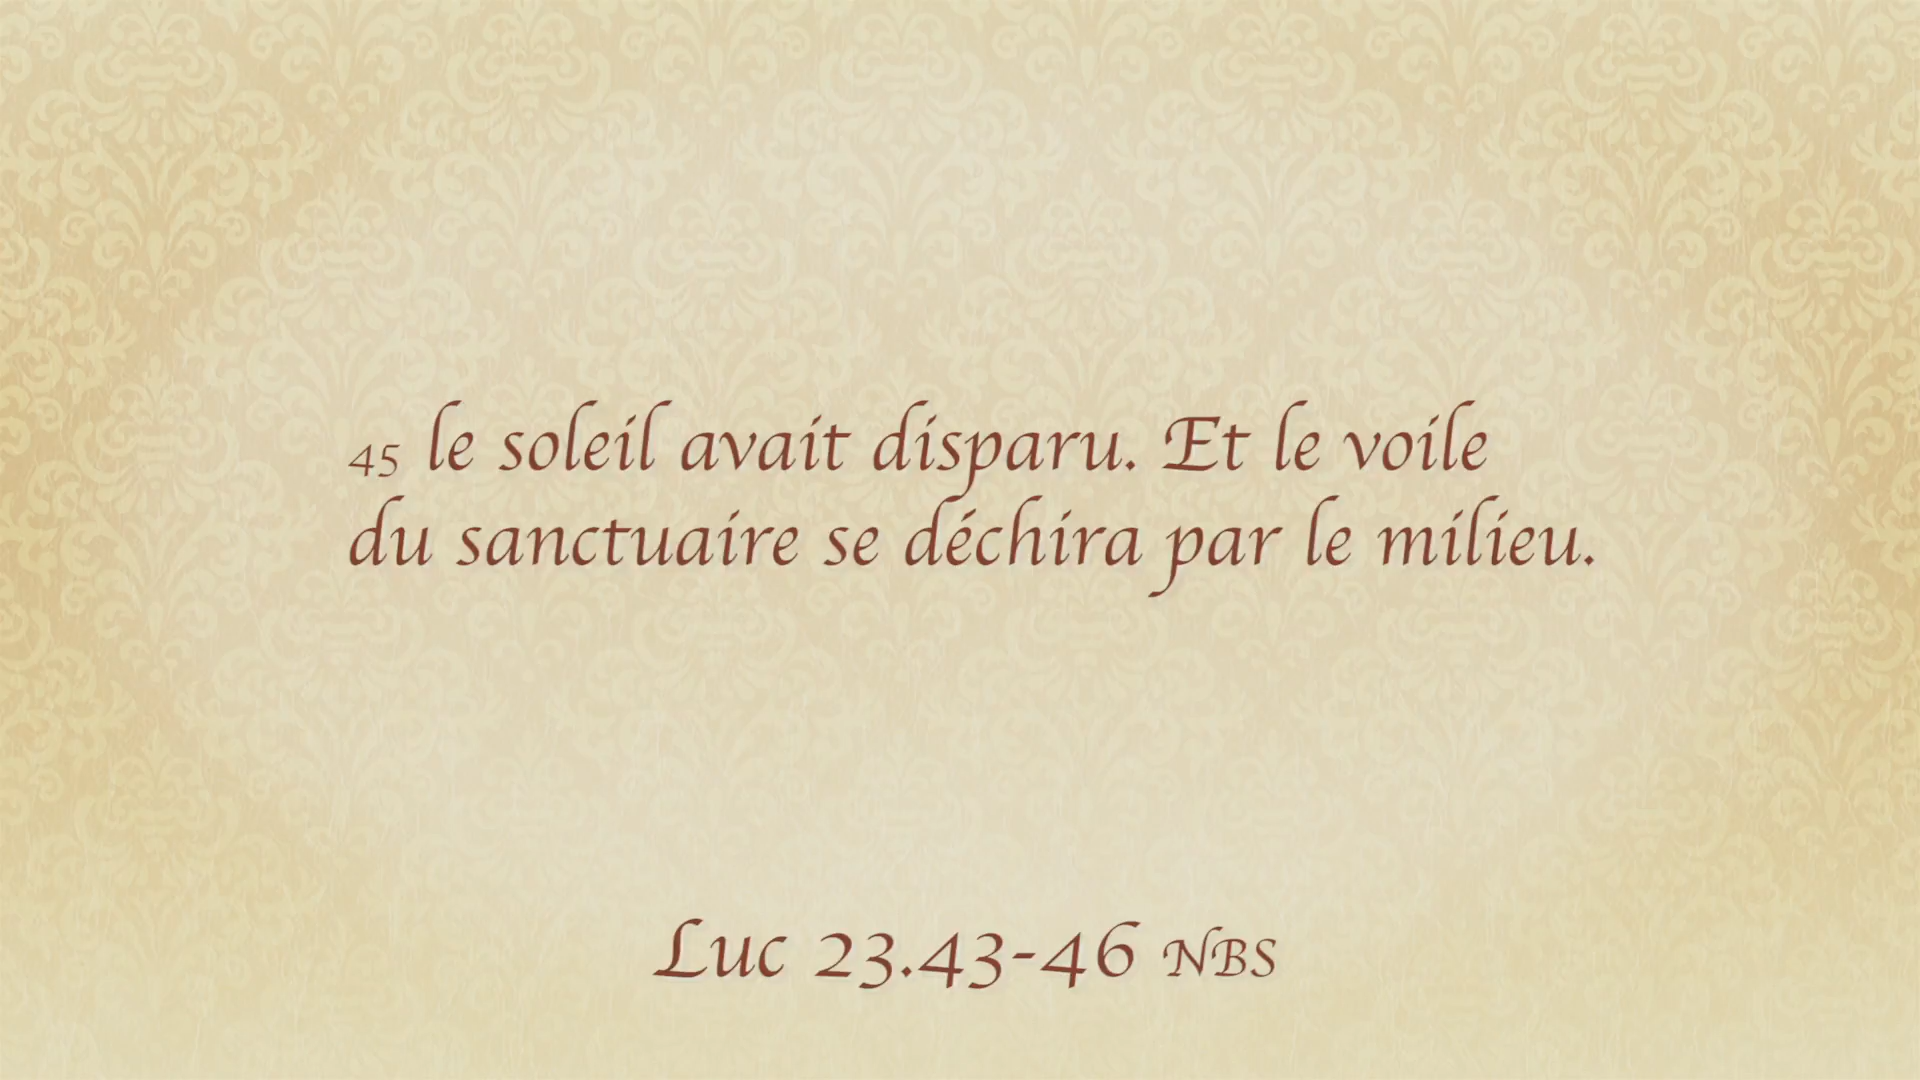 45 le soleil avait disparu. Et le voile
du sanctuaire se déchira par le milieu.
Luc 23.43-46 NBS